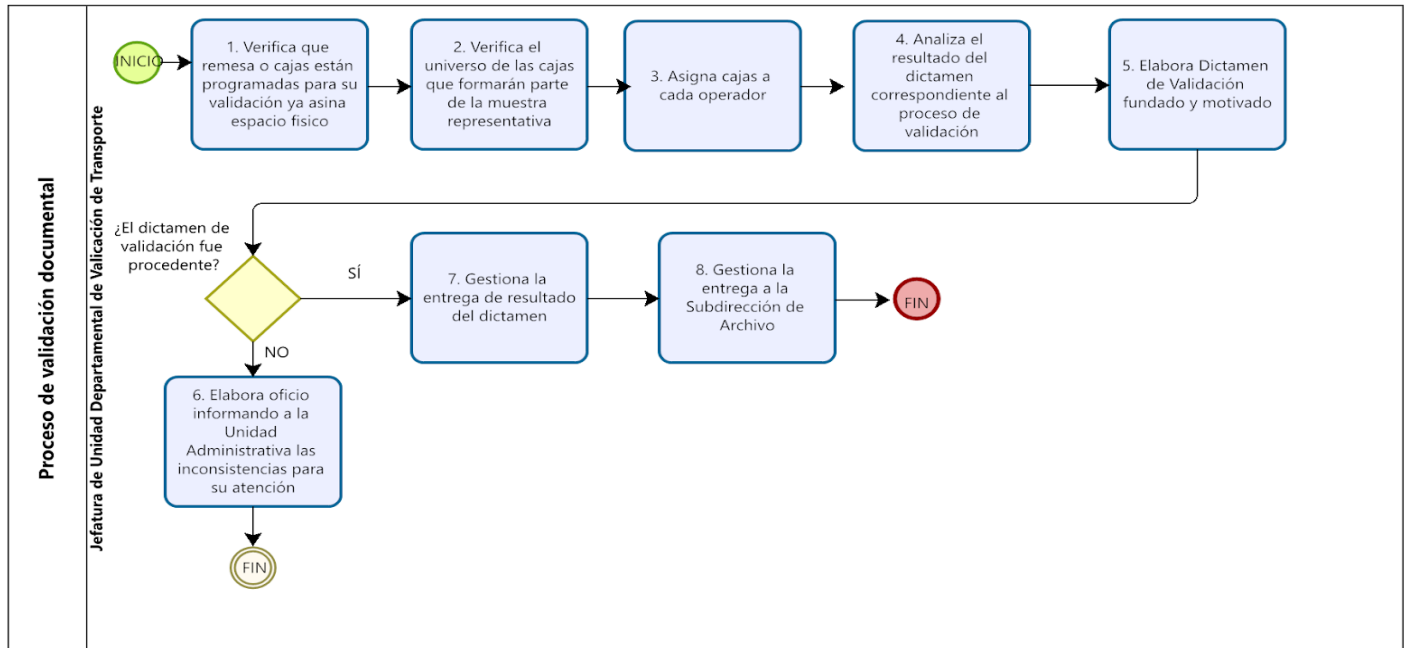 Proceso de validación documental
Jefatura de Unidad Departamental de Valicación de Transporte
INICIO
1. Verifica que
remesa o cajas están
programadas para su
validación ya asina
espacio fisico
2. Verifica el
universo de las cajas
que formarán parte
de la muestra
representativa
3. Asigna cajas a
cada operador
4. Analiza el
resultado del
dictamen
correspondiente al
proceso de
validación
5. Elabora Dictamen
de Validación
fundado y motivado
¿El dictamen de
validación fue
procedente?
SÍ
7. Gestiona la
entrega de resultado
del dictamen
8. Gestiona la
entrega a la
Subdirección de
Archivo
FIN
NO
6. Elabora oficio
informando a la
Unidad
Administrativa las
inconsistencias para
su atención
FIN